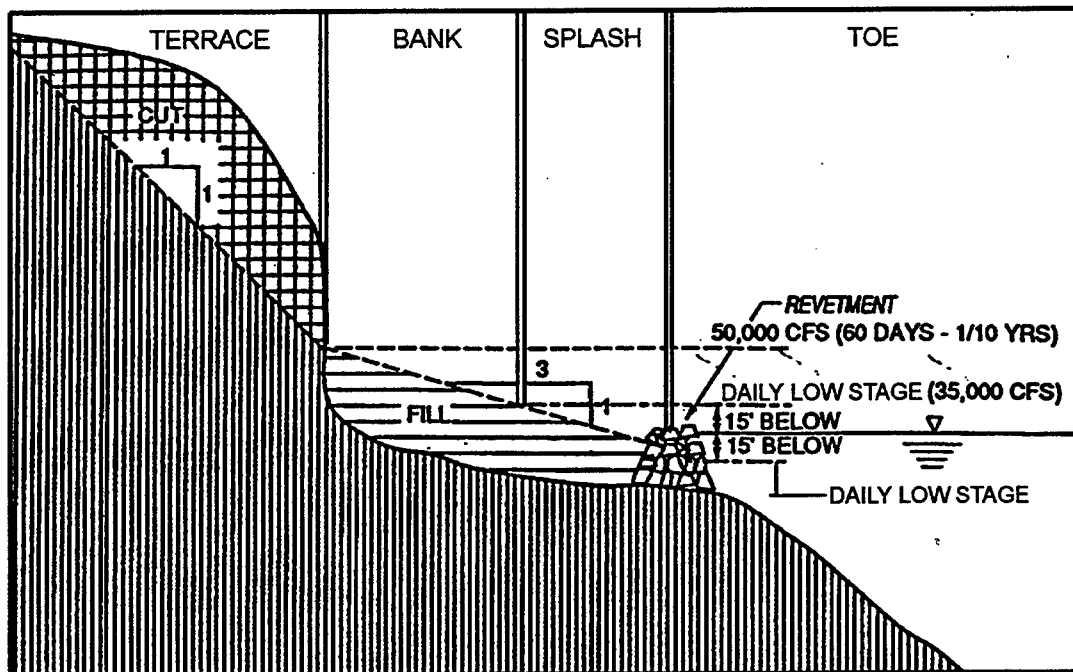 TERRACE BANK SPLASH TOE
CUT
1
1
REVETMENT
50,000 CFS (60 DAYS - 1/10 YRS)
3
DAILY LOW STAGE (35,000 CFS)
1
FILL
15' BELOW
15' BELOW
DAILY LOW STAGE